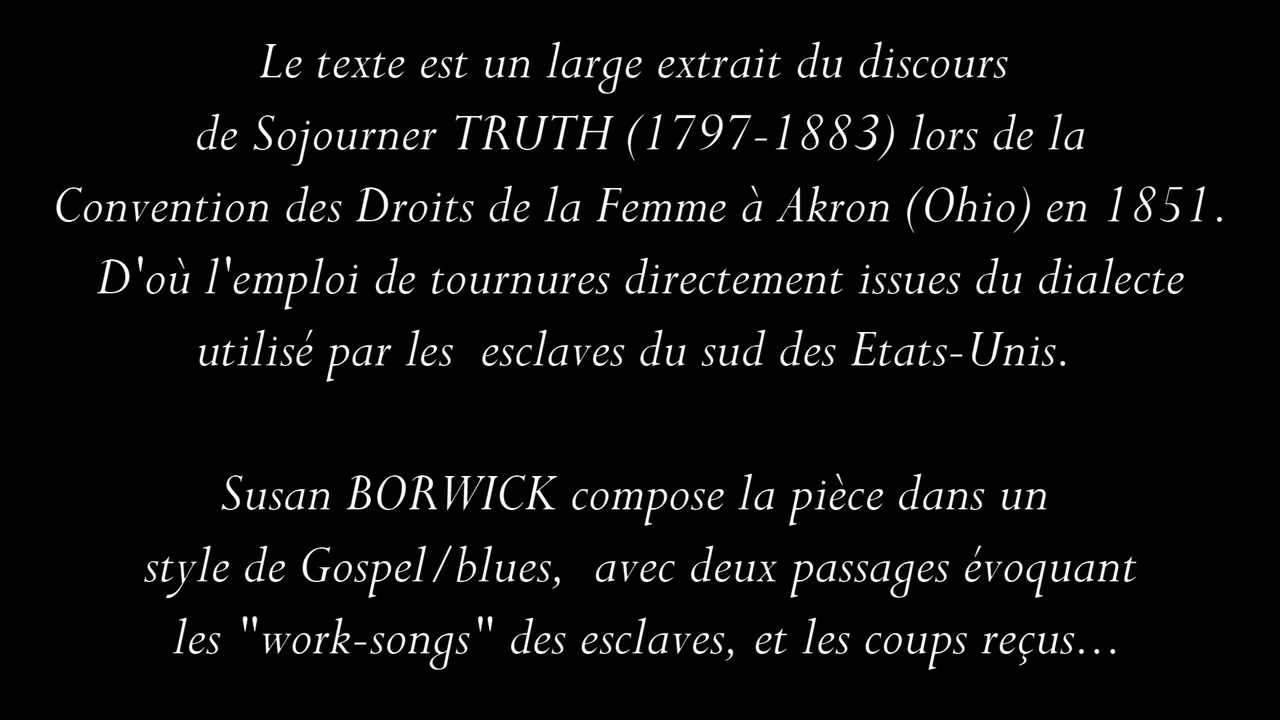 Le texte est un large extrait du discours
de Sojourner TRUTH (1797-1883) lors de la
Convention des Droits de la Femme à Akron (Ohio) en 1851.
D'où l'emploi de tournures directement issues du dialecte
utilisé par les  esclaves du sud des Etats-Unis.
Susan BORWICK compose la pièce dans un
style de Gospel/blues,  avec deux passages évoquant
les "work-songs" des esclaves, et les coups reçus...